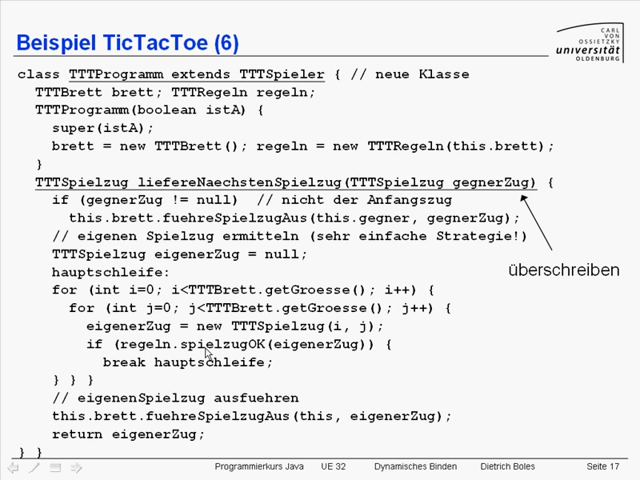 Beispiel TicTacToe (6)
CARL
VON
OSSIETZKY
universität
OLDENBURG
class TTTProgramm extends TTTSpieler { // neue Klasse
TTTBrett brett; TTTRegeln regeln;
TTTProgramm(boolean istA) {
super(istA);
brett = new TTTBrett(); regeln = new TTTRegeln(this.brett);
}
TTTSpielzug liefereNaechstenSpielzug(TTTSpielzug gegnerZug) {
if (gegnerZug != null) // nicht der Anfangszug
this.brett.fuehreSpielzugAus(this.gegner, gegnerZug);
// eigenen Spielzug ermitteln (sehr einfache Strategie!)
TTTSpielzug eigenerZug = null;
überschreiben
hauptschleife:
for (int i=0; i<TTTBrett.getGroesse(); i++) {
for (int j=0; j<TTTBrett.getGroesse(); j++) {
eigenerZug = new TTTSpielzug(i, j);
if (regeln.spielzugOK(eigenerZug)) {
break hauptschleife;
} } }
// eigenenSpielzug ausfuehren
this.brett.fuehreSpielzugAus(this, eigenerZug);
return eigenerZug;
} }
Programmierkurs Java UE 32 Dynamisches Binden Dietrich Boles Seite 17